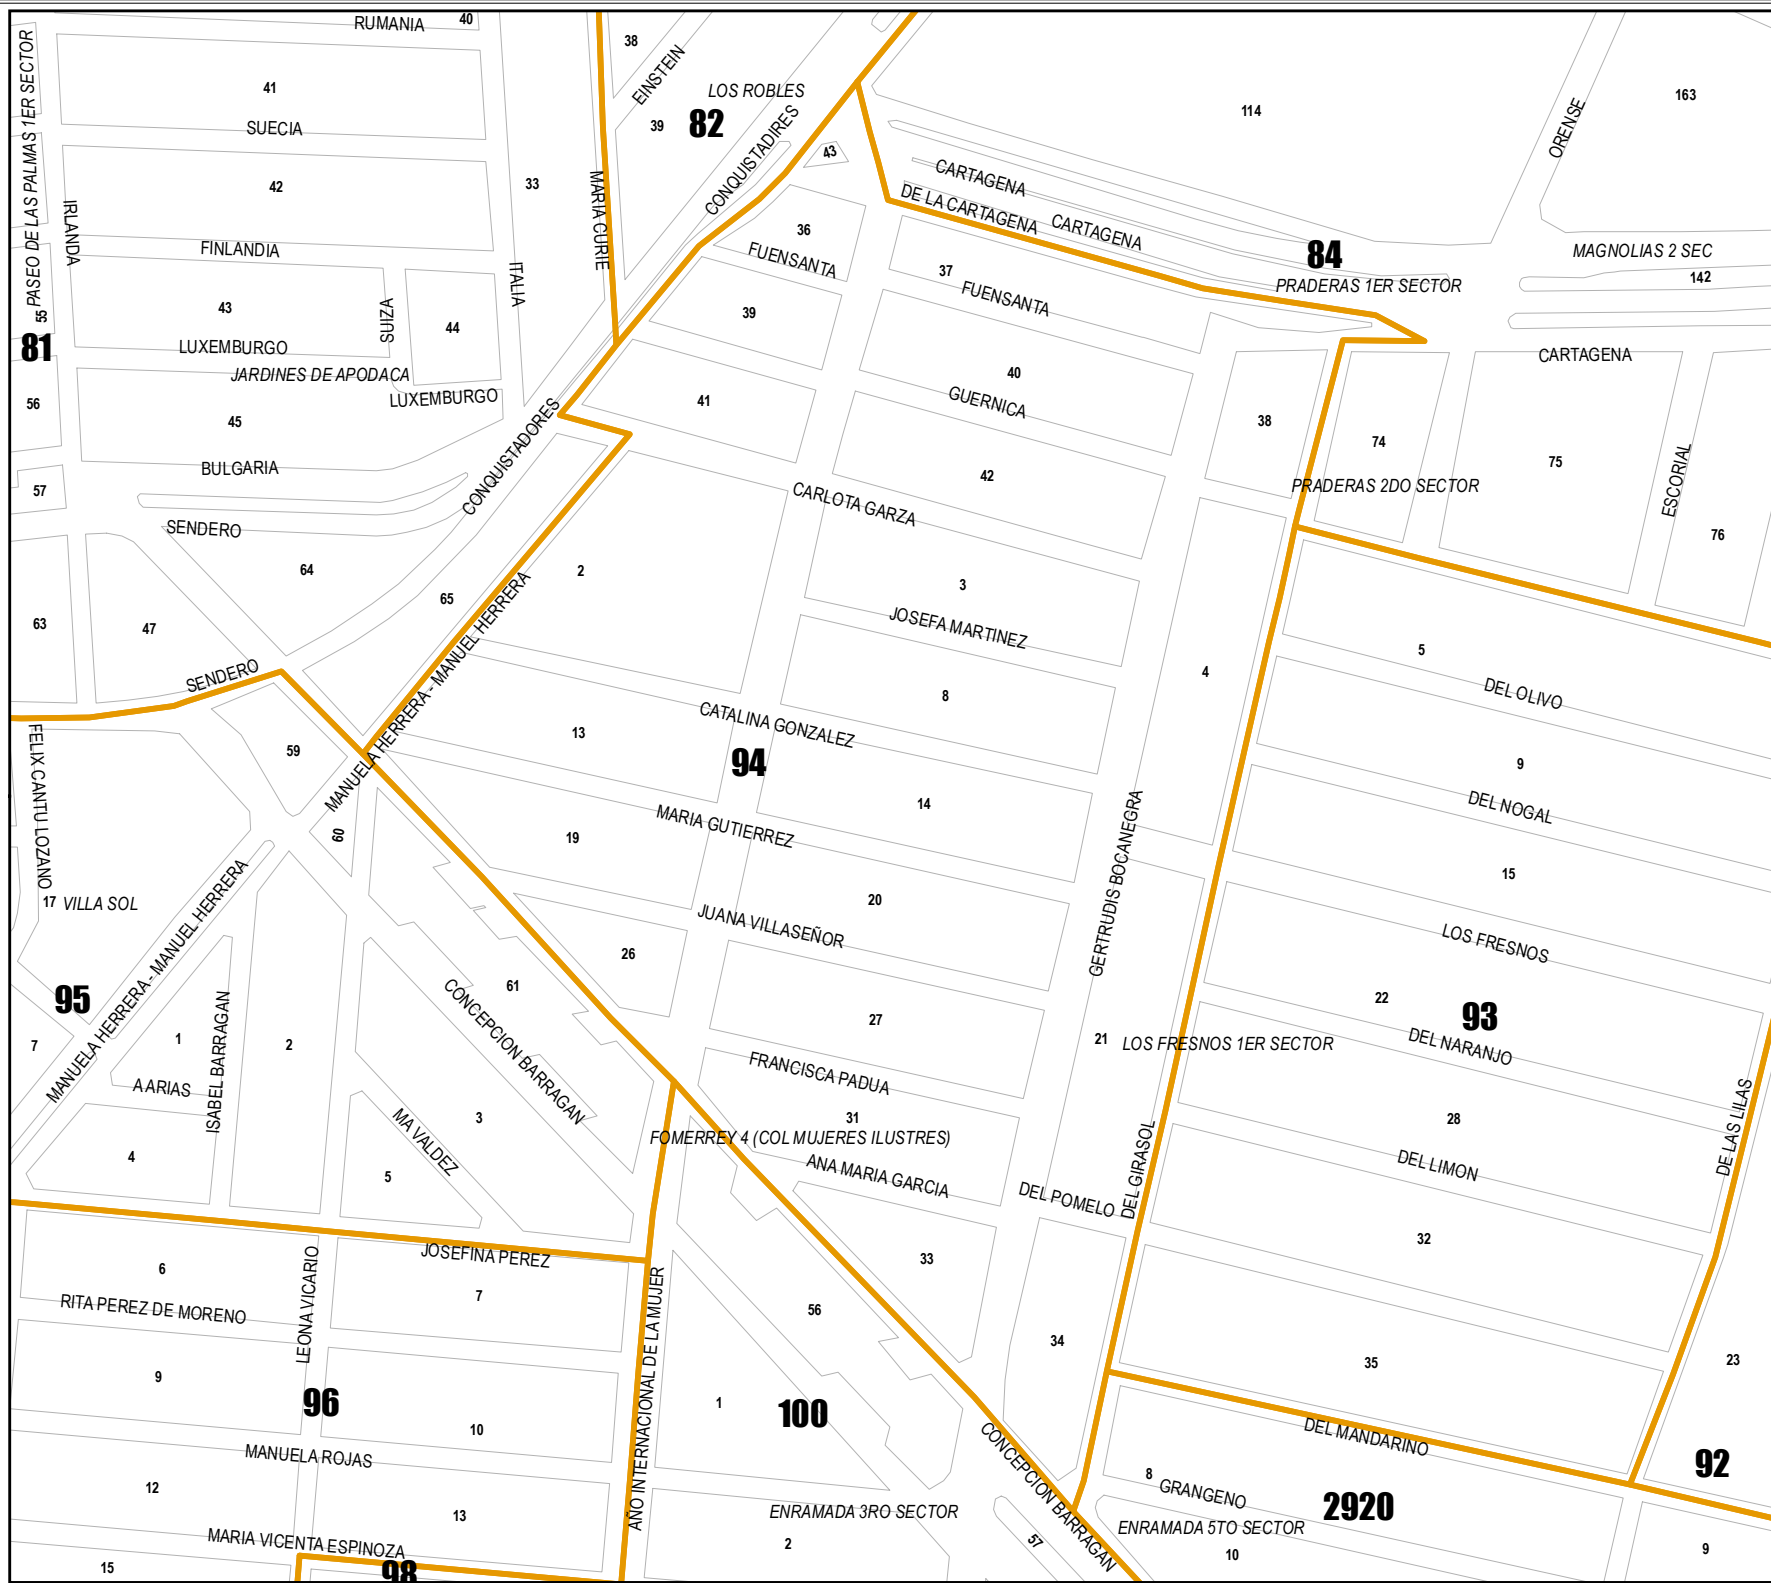 RUMANIA
40
38
EINSTEIN
LOS ROBLES
41
SUECIA
39
82
CONQUISTADIRES
43
114
163
ORENSE
55 PASEO DE LAS PALMAS 1ER SECTOR
42
33
MARIA CURIE
CARTAGENA
DE LA CARTAGENA
CARTAGENA
IRLANDA
FINLANDIA
ITALIA
36
FUENSANTA
84
MAGNOLIAS 2 SEC
142
PRADERAS 1ER SECTOR
37
FUENSANTA
43
SUIZA
44
39
81
LUXEMBURGO
JARDINES DE APODACA
LUXEMBURGO
CARTAGENA
40
GUERNICA
56
45
41
38
74
75
ESCORIAL
BULGARIA
CONQUISTADORES
42
CARLOTA GARZA
PRADERAS 2DO SECTOR
57
SENDERO
76
64
65
2
3
JOSEFA MARTINEZ
63
47
MANUELA HERRERA - MANUEL HERRERA
5
DEL OLIVO
SENDERO
4
8
CATALINA GONZALEZ
13
94
FELIX CANTU LOZANO
59
9
DEL NOGAL
14
MARIA GUTIERREZ
60
19
GERTRUDIS BOCANEGRA
15
17 VILLA SOL
20
JUANA VILLASEÑOR
LOS FRESNOS
26
MANUELA HERRERA - MANUEL HERRERA
95
61
CONCEPCION BARRAGAN
22
93
27
7
1
ISABEL BARRAGAN
2
21
LOS FRESNOS 1ER SECTOR
DEL NARANJO
A ARIAS
FRANCISCA PADUA
DE LAS LILAS
3
MA VALDEZ
31
FOMERREY 4 (COL MUJERES ILUSTRES)
28
4
5
ANA MARIA GARCIA
DEL POMELO
DEL GIRASOL
DEL LIMON
JOSEFINA PEREZ
33
32
6
LEONA VICARIO
7
RITA PEREZ DE MORENO
56
34
9
AÑO INTERNACIONAL DE LA MUJER
35
23
96
1
100
10
MANUELA ROJAS
CONCEPCION BARRAGAN
DEL MANDARINO
12
8
GRANGENO
92
2920
13
ENRAMADA 3RO SECTOR
ENRAMADA 5TO SECTOR
MARIA VICENTA ESPINOZA
2
57
10
9
15
98